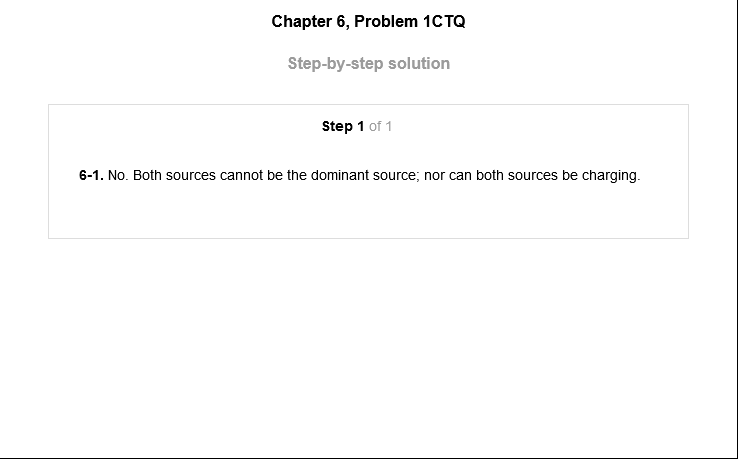 Chapter 6, Problem 1CTQ
Step-by-step solution
Step 1 of 1
6-1. No. Both sources cannot be the dominant source; nor can both sources be charging.